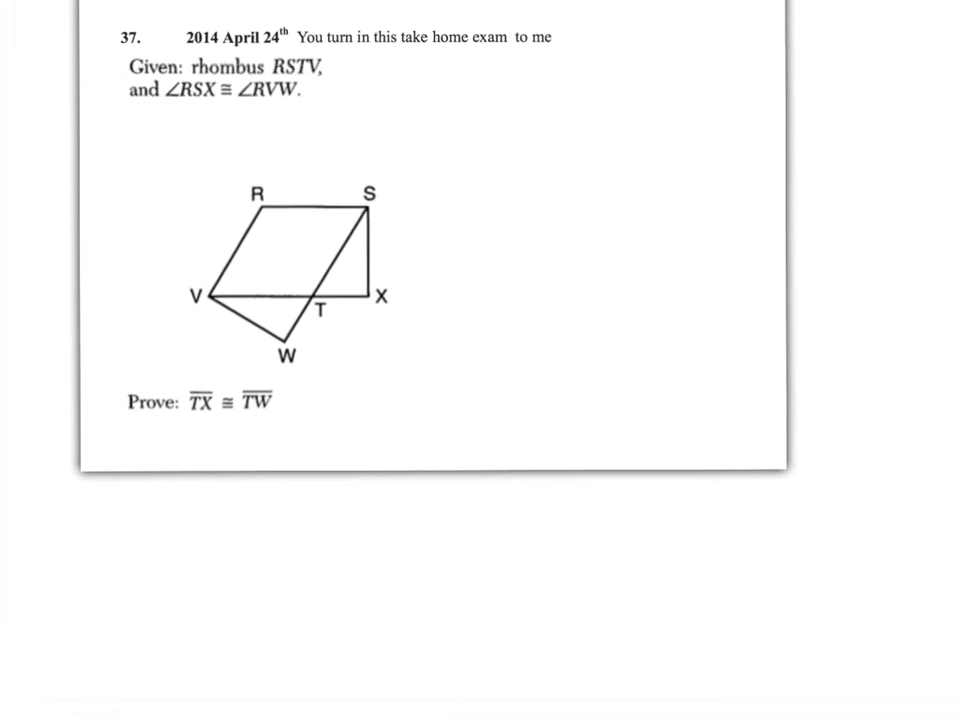 37. 2014 April 24th You turn in this take home exam to me
Given: rhombus RSTV,
and ∠RSX ≅ ∠RVW.
R S
V T X
W
Prove: TX ≅ TW